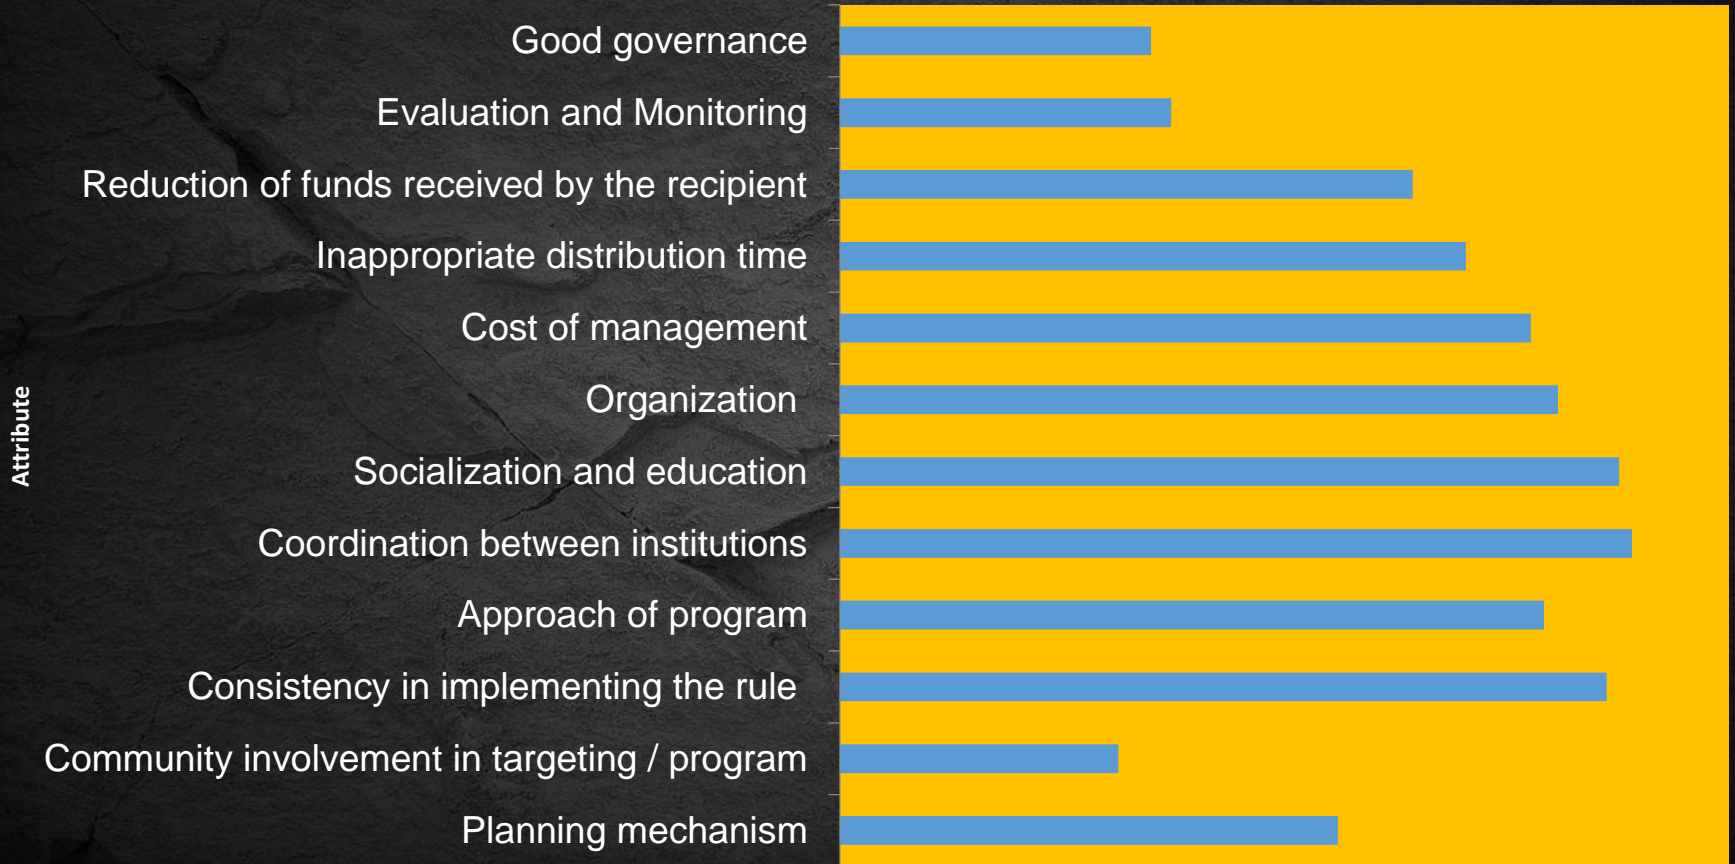 Good governance
Evaluation and Monitoring
Reduction of funds received by the recipient
Inappropriate distribution time
Cost of management
Organization
Socialization and education
Coordination between institutions
Approach of program
Consistency in implementing the rule
Community involvement in targeting / program
Planning mechanism
Attribute